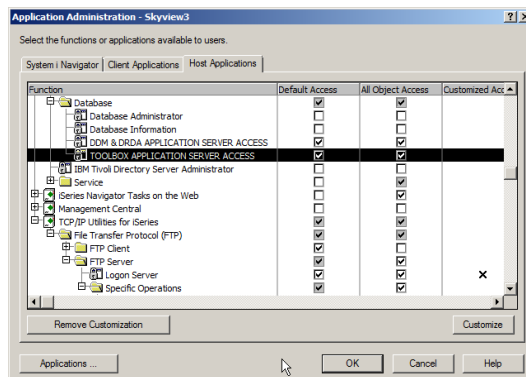 Application Administration - Skyview3
Select the functions or applications available to users.
System i Navigator Client Applications Host Applications
Function Default Access All Object Access Customized Acc
Database
Database Administrator
Database Information
DDM & DRDA APPLICATION SERVER ACCESS
TOOLBOX APPLICATION SERVER ACCESS
IBM Tivoli Directory Server Administrator
Service
iSeries Navigator Tasks on the Web
Management Central
TCP/IP Utilities for iSeries
File Transfer Protocol (FTP)
FTP Client
FTP Server
Logon Server
Specific Operations
Remove Customization Customize
Applications ... OK Cancel Help